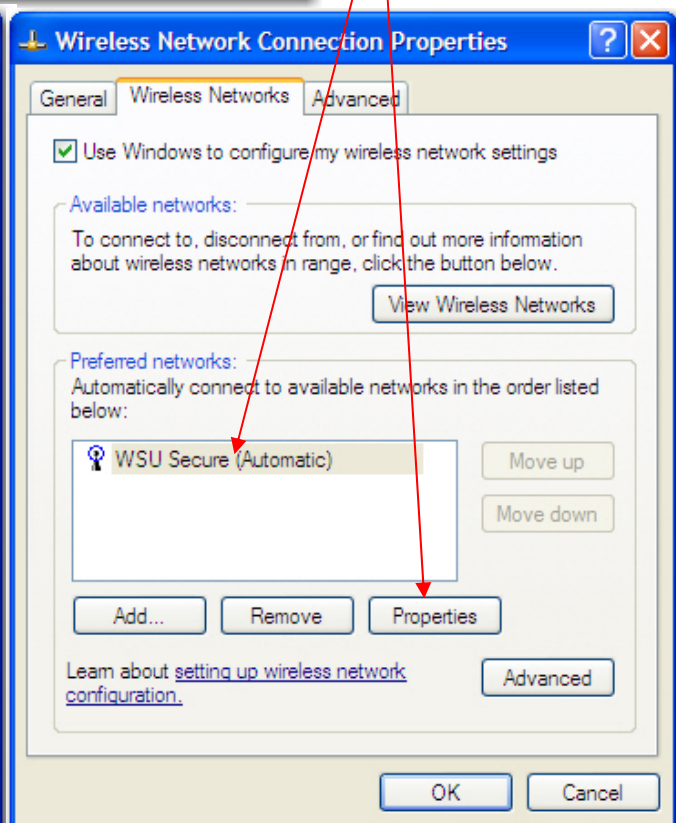 Wireless Network Connection Properties
General Wireless Networks Advanced
Use Windows to configure my wireless network settings
Available networks:
To connect to, disconnect from, or find out more information
about wireless networks in range, click the button below.
View Wireless Networks
Preferred networks:
Automatically connect to available networks in the order listed
below:
WSU Secure (Automatic)
Move up
Move down
Add... Remove Properties
Learn about setting up wireless network
configuration.
Advanced
OK Cancel